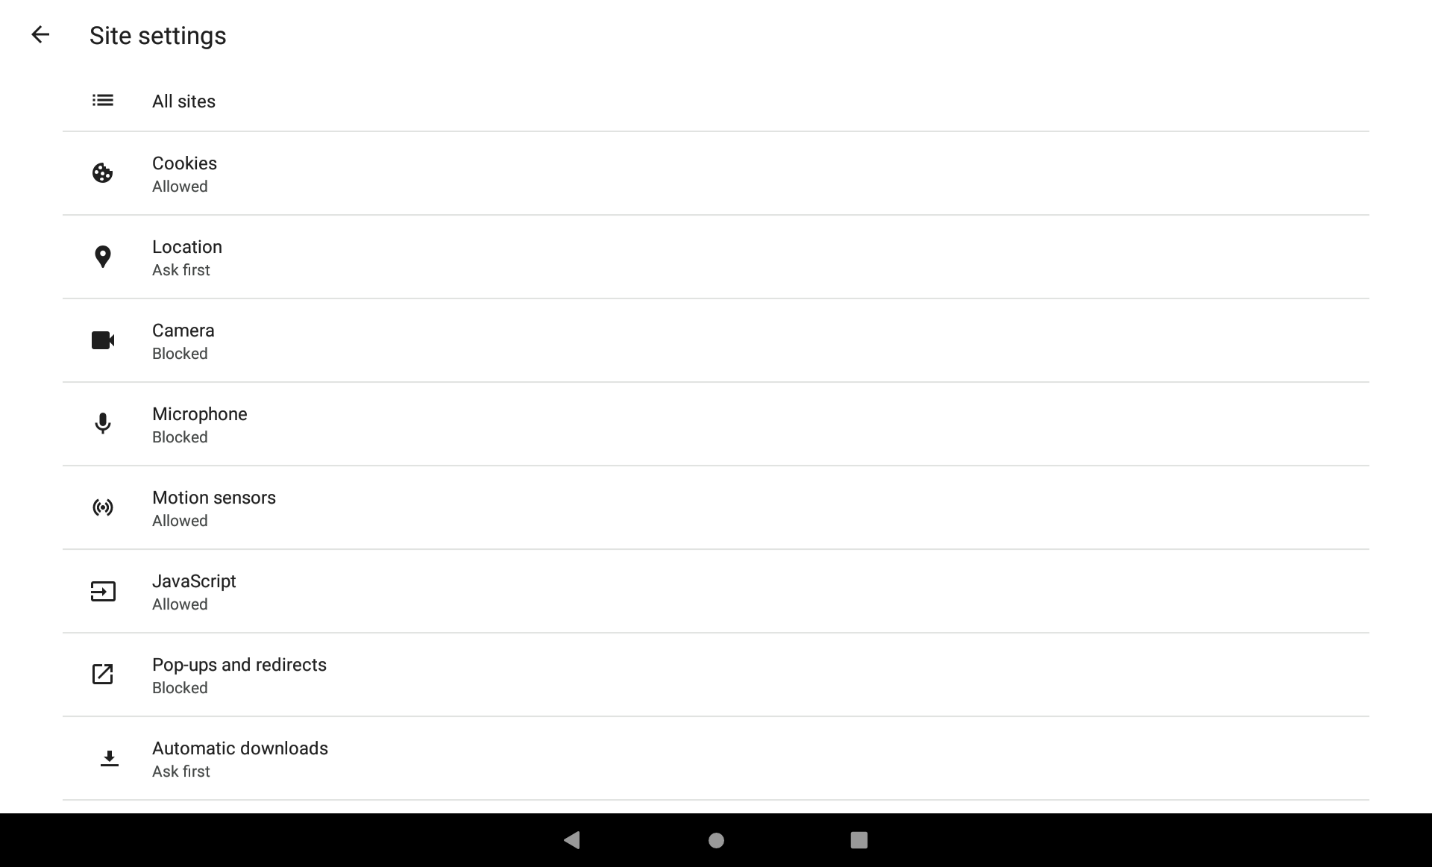 Site settings
All sites
Cookies
Allowed
Location
Ask first
Camera
Blocked
Microphone
Blocked
Motion sensors
Allowed
JavaScript
Allowed
Pop-ups and redirects
Blocked
Automatic downloads
Ask first